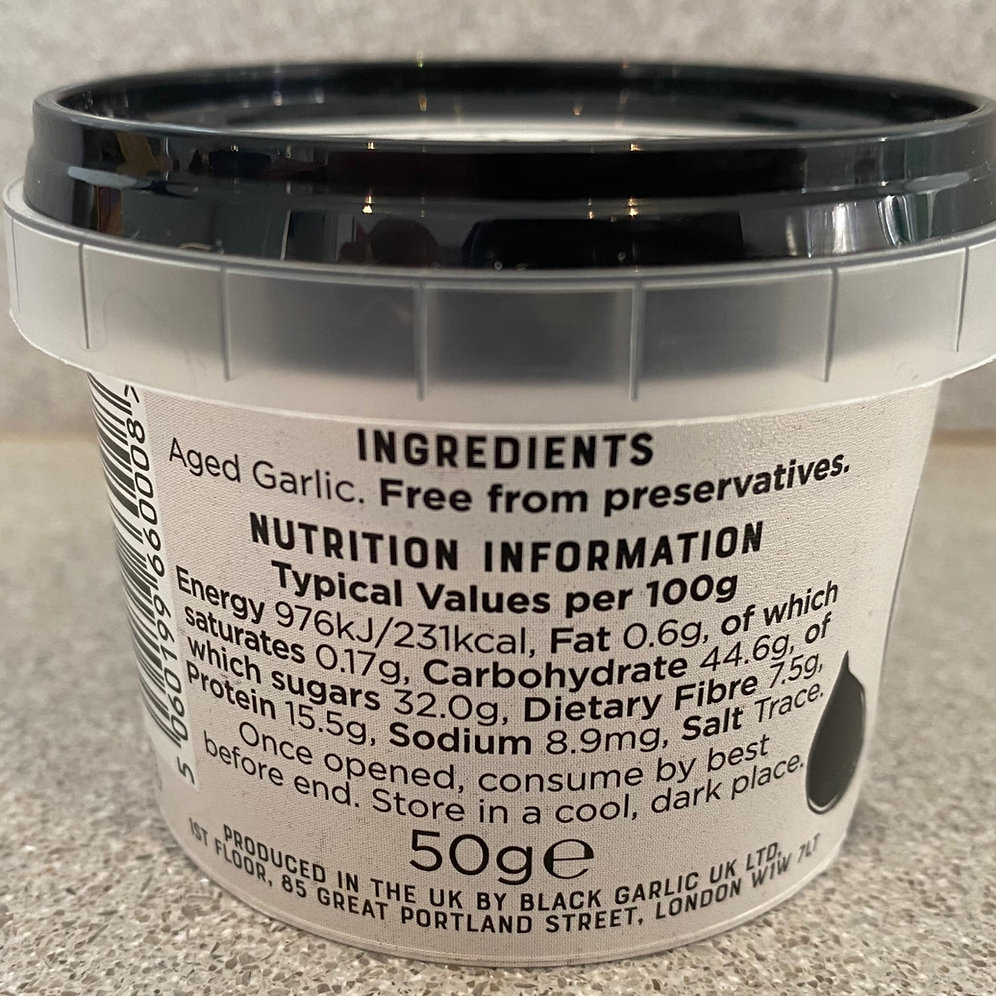 INGREDIENTS
Aged Garlic. Free from preservatives.
NUTRITION INFORMATION
Typical Values per 100g
Energy 976kJ/231kcal, Fat 0.6g, of which
saturates 0.17g, Carbohydrate 44.6g, of
which sugars 32.0g, Dietary Fibre 7.5g,
Protein 15.5g, Sodium 8.9mg, Salt Trace.
Once opened, consume by best
before end. Store in a cool, dark place.
50g℮
PRODUCED IN THE UK BY BLACK GARLIC UK LTD,
1ST FLOOR, 85 GREAT PORTLAND STREET, LONDON W1W 7LT
5 060199 660008 >